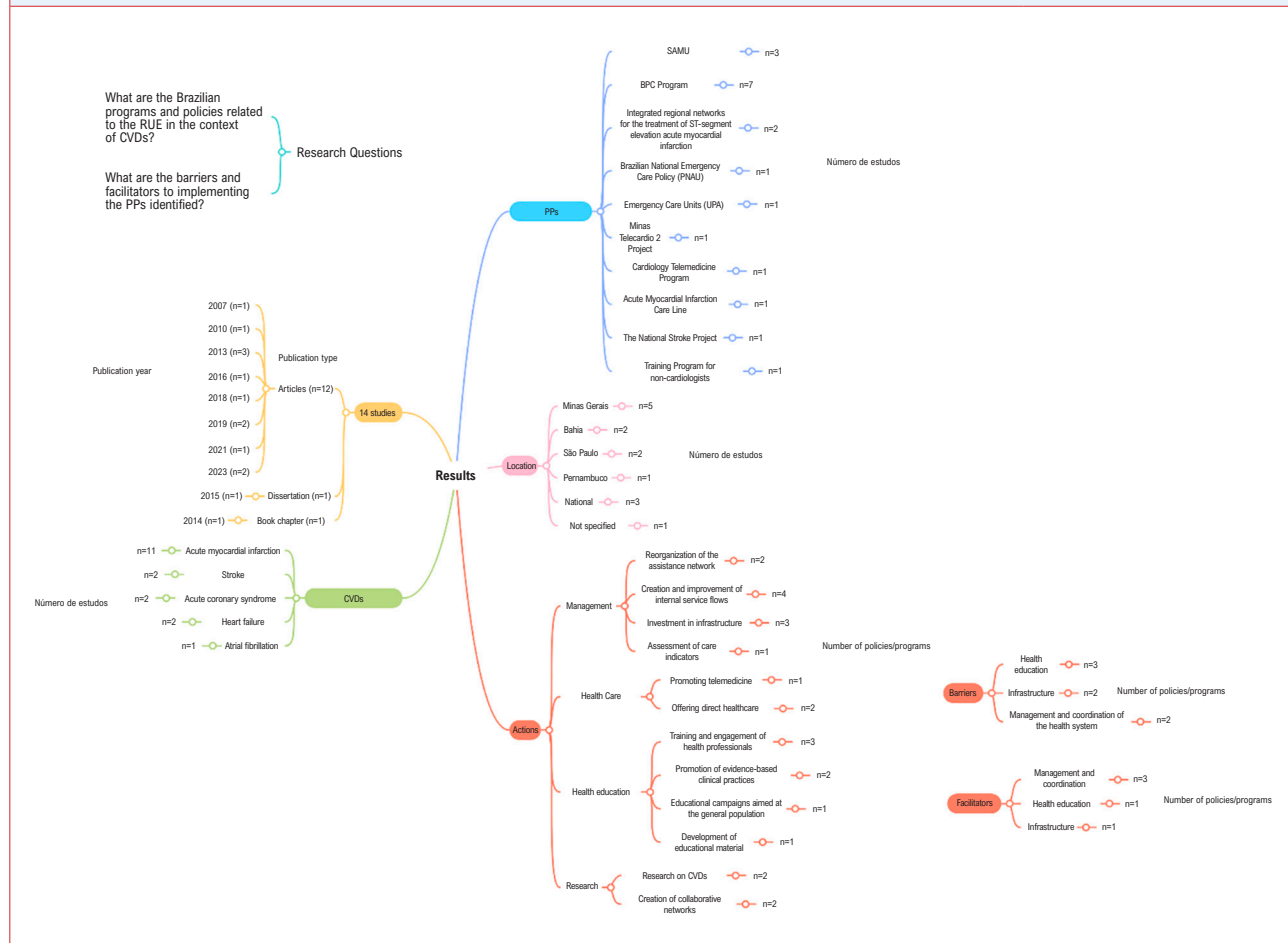 What are the Brazilian
programs and policies related
to the RUE in the context
of CVDs?
Research Questions
What are the barriers and
facilitators to implementing
the PPs identified?
Publication year
2007 (n=1)
2010 (n=1)
2013 (n=3)
2016 (n=1)
2018 (n=1)
2019 (n=2)
2021 (n=1)
2023 (n=2)
Publication type
Articles (n=12)
14 studies
2015 (n=1)
Dissertation (n=1)
2014 (n=1)
Book chapter (n=1)
Número de estudos
n=11
Acute myocardial infarction
n=2
Stroke
n=2
Acute coronary syndrome
n=2
Heart failure
n=1
Atrial fibrillation
CVDs
Results
PPs
SAMU
n=3
BPC Program
n=7
Integrated regional networks
for the treatment of ST-segment
elevation acute myocardial
infarction
n=2
Número de estudos
Brazilian National Emergency
Care Policy (PNAU)
n=1
Emergency Care Units (UPA)
n=1
Minas
Telecardio 2
Project
n=1
Cardiology Telemedicine
Program
n=1
Acute Myocardial Infarction
Care Line
n=1
The National Stroke Project
n=1
Training Program for
non-cardiologists
n=1
Location
Minas Gerais
n=5
Bahia
n=2
São Paulo
n=2
Número de estudos
Pernambuco
n=1
National
n=3
Not specified
n=1
Actions
Management
Reorganization of the
assistance network
n=2
Creation and improvement of
internal service flows
n=4
Investment in infrastructure
n=3
Assessment of care
indicators
n=1
Number of policies/programs
Health Care
Promoting telemedicine
n=1
Offering direct healthcare
n=2
Health education
Training and engagement of
health professionals
n=3
Promotion of evidence-based
clinical practices
n=2
Educational campaigns aimed at
the general population
n=1
Development of
educational material
n=1
Research
Research on CVDs
n=2
Creation of collaborative
networks
n=2
Barriers
Health
education
n=3
Infrastructure
n=2
Number of policies/programs
Management and coordination of
the health system
n=2
Facilitators
Management and
coordination
n=3
Health education
n=1
Number of policies/programs
Infrastructure
n=1